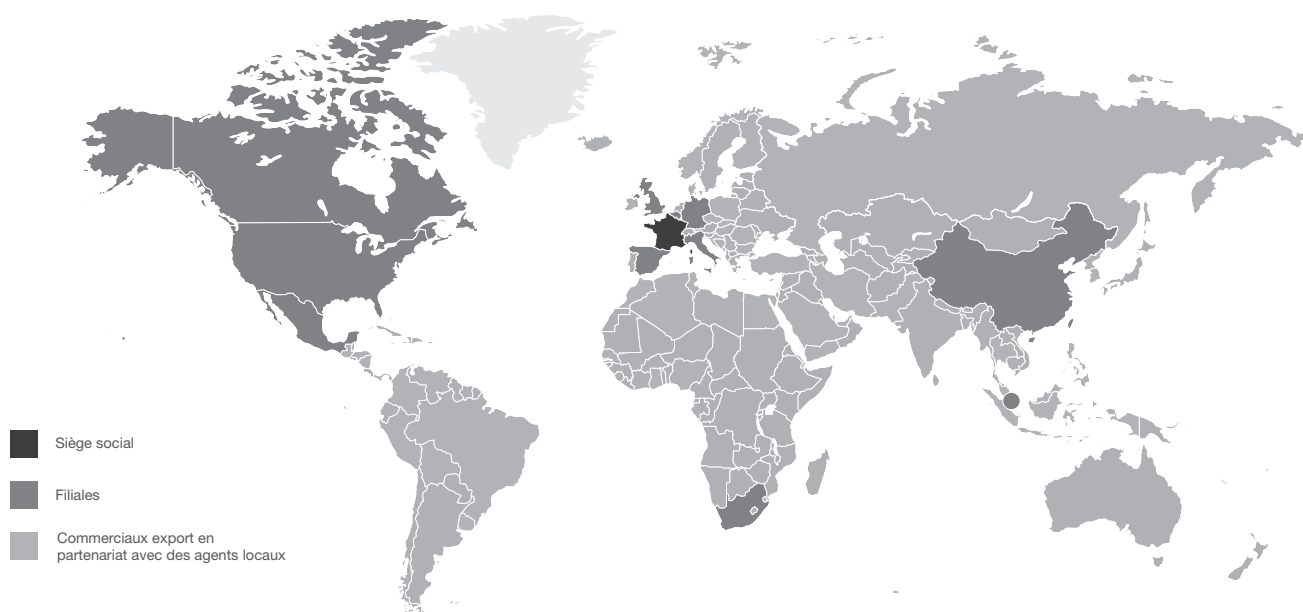 Siège social
Filiales
Commerciaux export en
partenariat avec des agents locaux